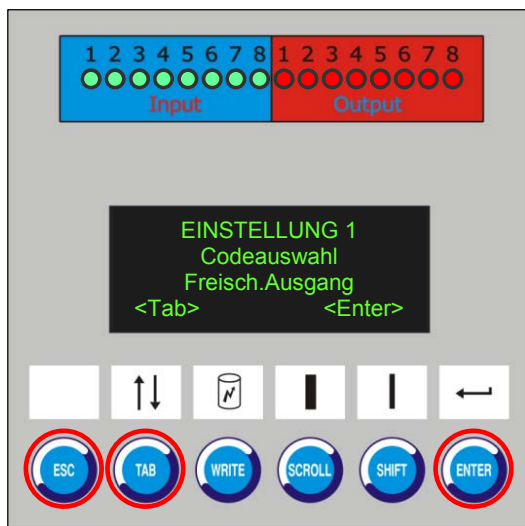 1 2 3 4 5 6 7 8 1 2 3 4 5 6 7 8
Input Output
EINSTELLUNG 1
Codeauswahl
Freisch.Ausgang
<Tab> <Enter>
ESC TAB WRITE SCROLL SHIFT ENTER